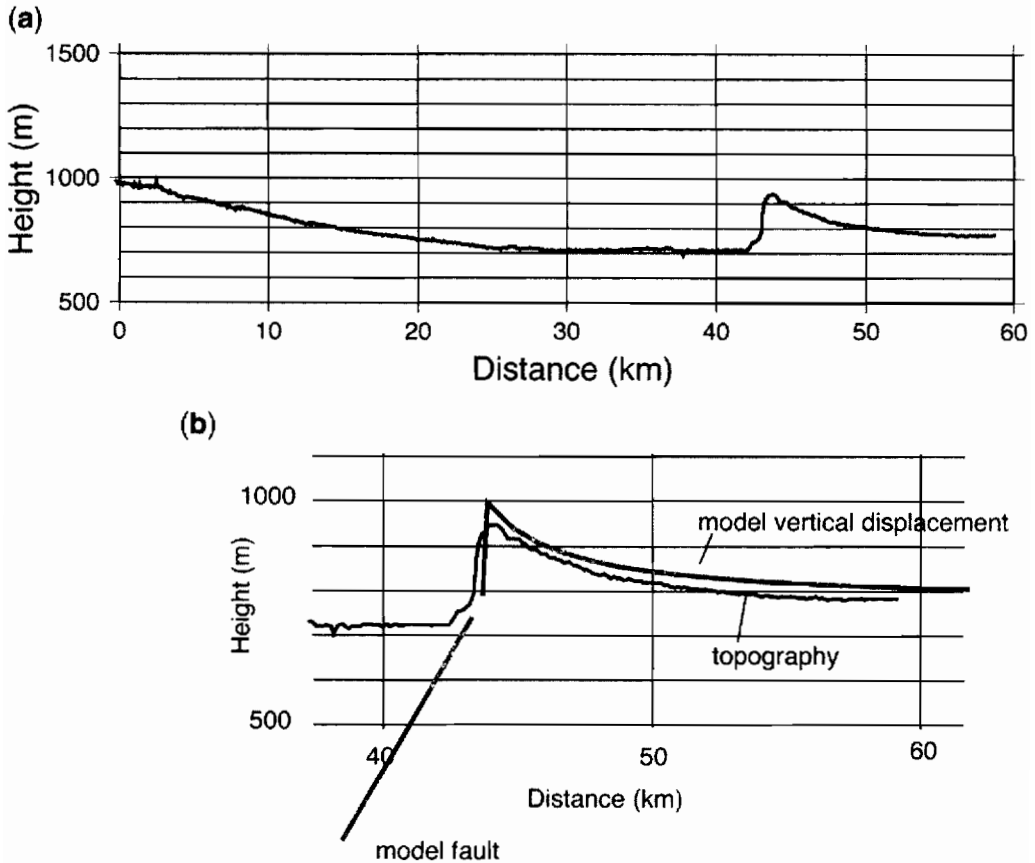 (a)
1500
1000
500
Height (m)
0 10 20 30 40 50 60
Distance (km)
(b)
1000
500
Height (m)
model vertical displacement
topography
40 50 60
Distance (km)
model fault